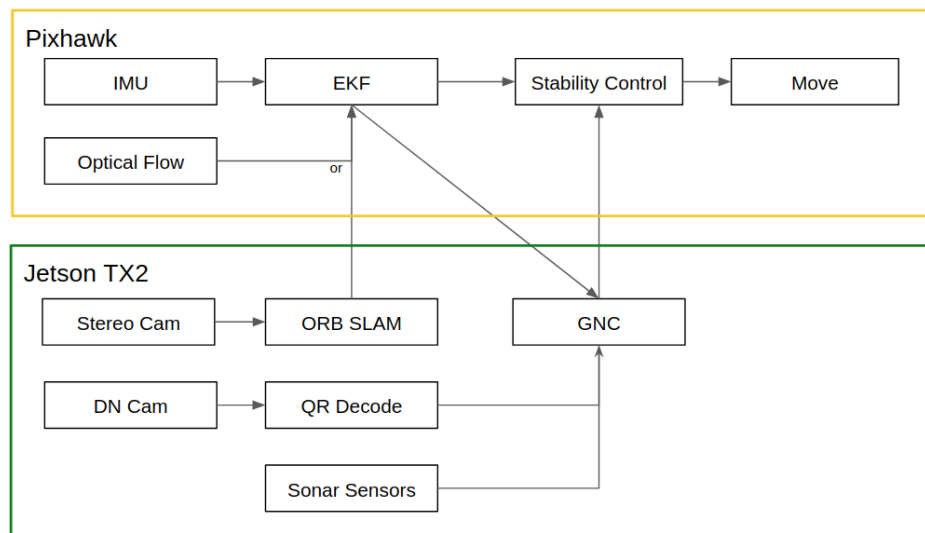 Pixhawk
IMU
EKF
Stability Control
Move
Optical Flow
or
Jetson TX2
Stereo Cam
ORB SLAM
GNC
DN Cam
QR Decode
Sonar Sensors